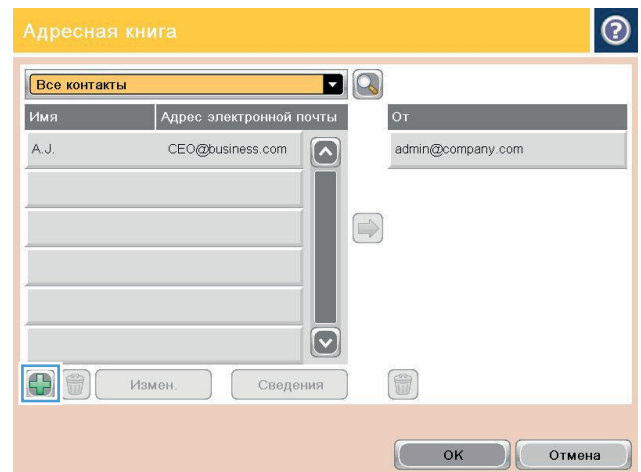 Адресная книга
?
Все контакты
Имя Адрес электронной почты От
A.J. CEO@business.com admin@company.com
Измен. Сведения
OK Отмена